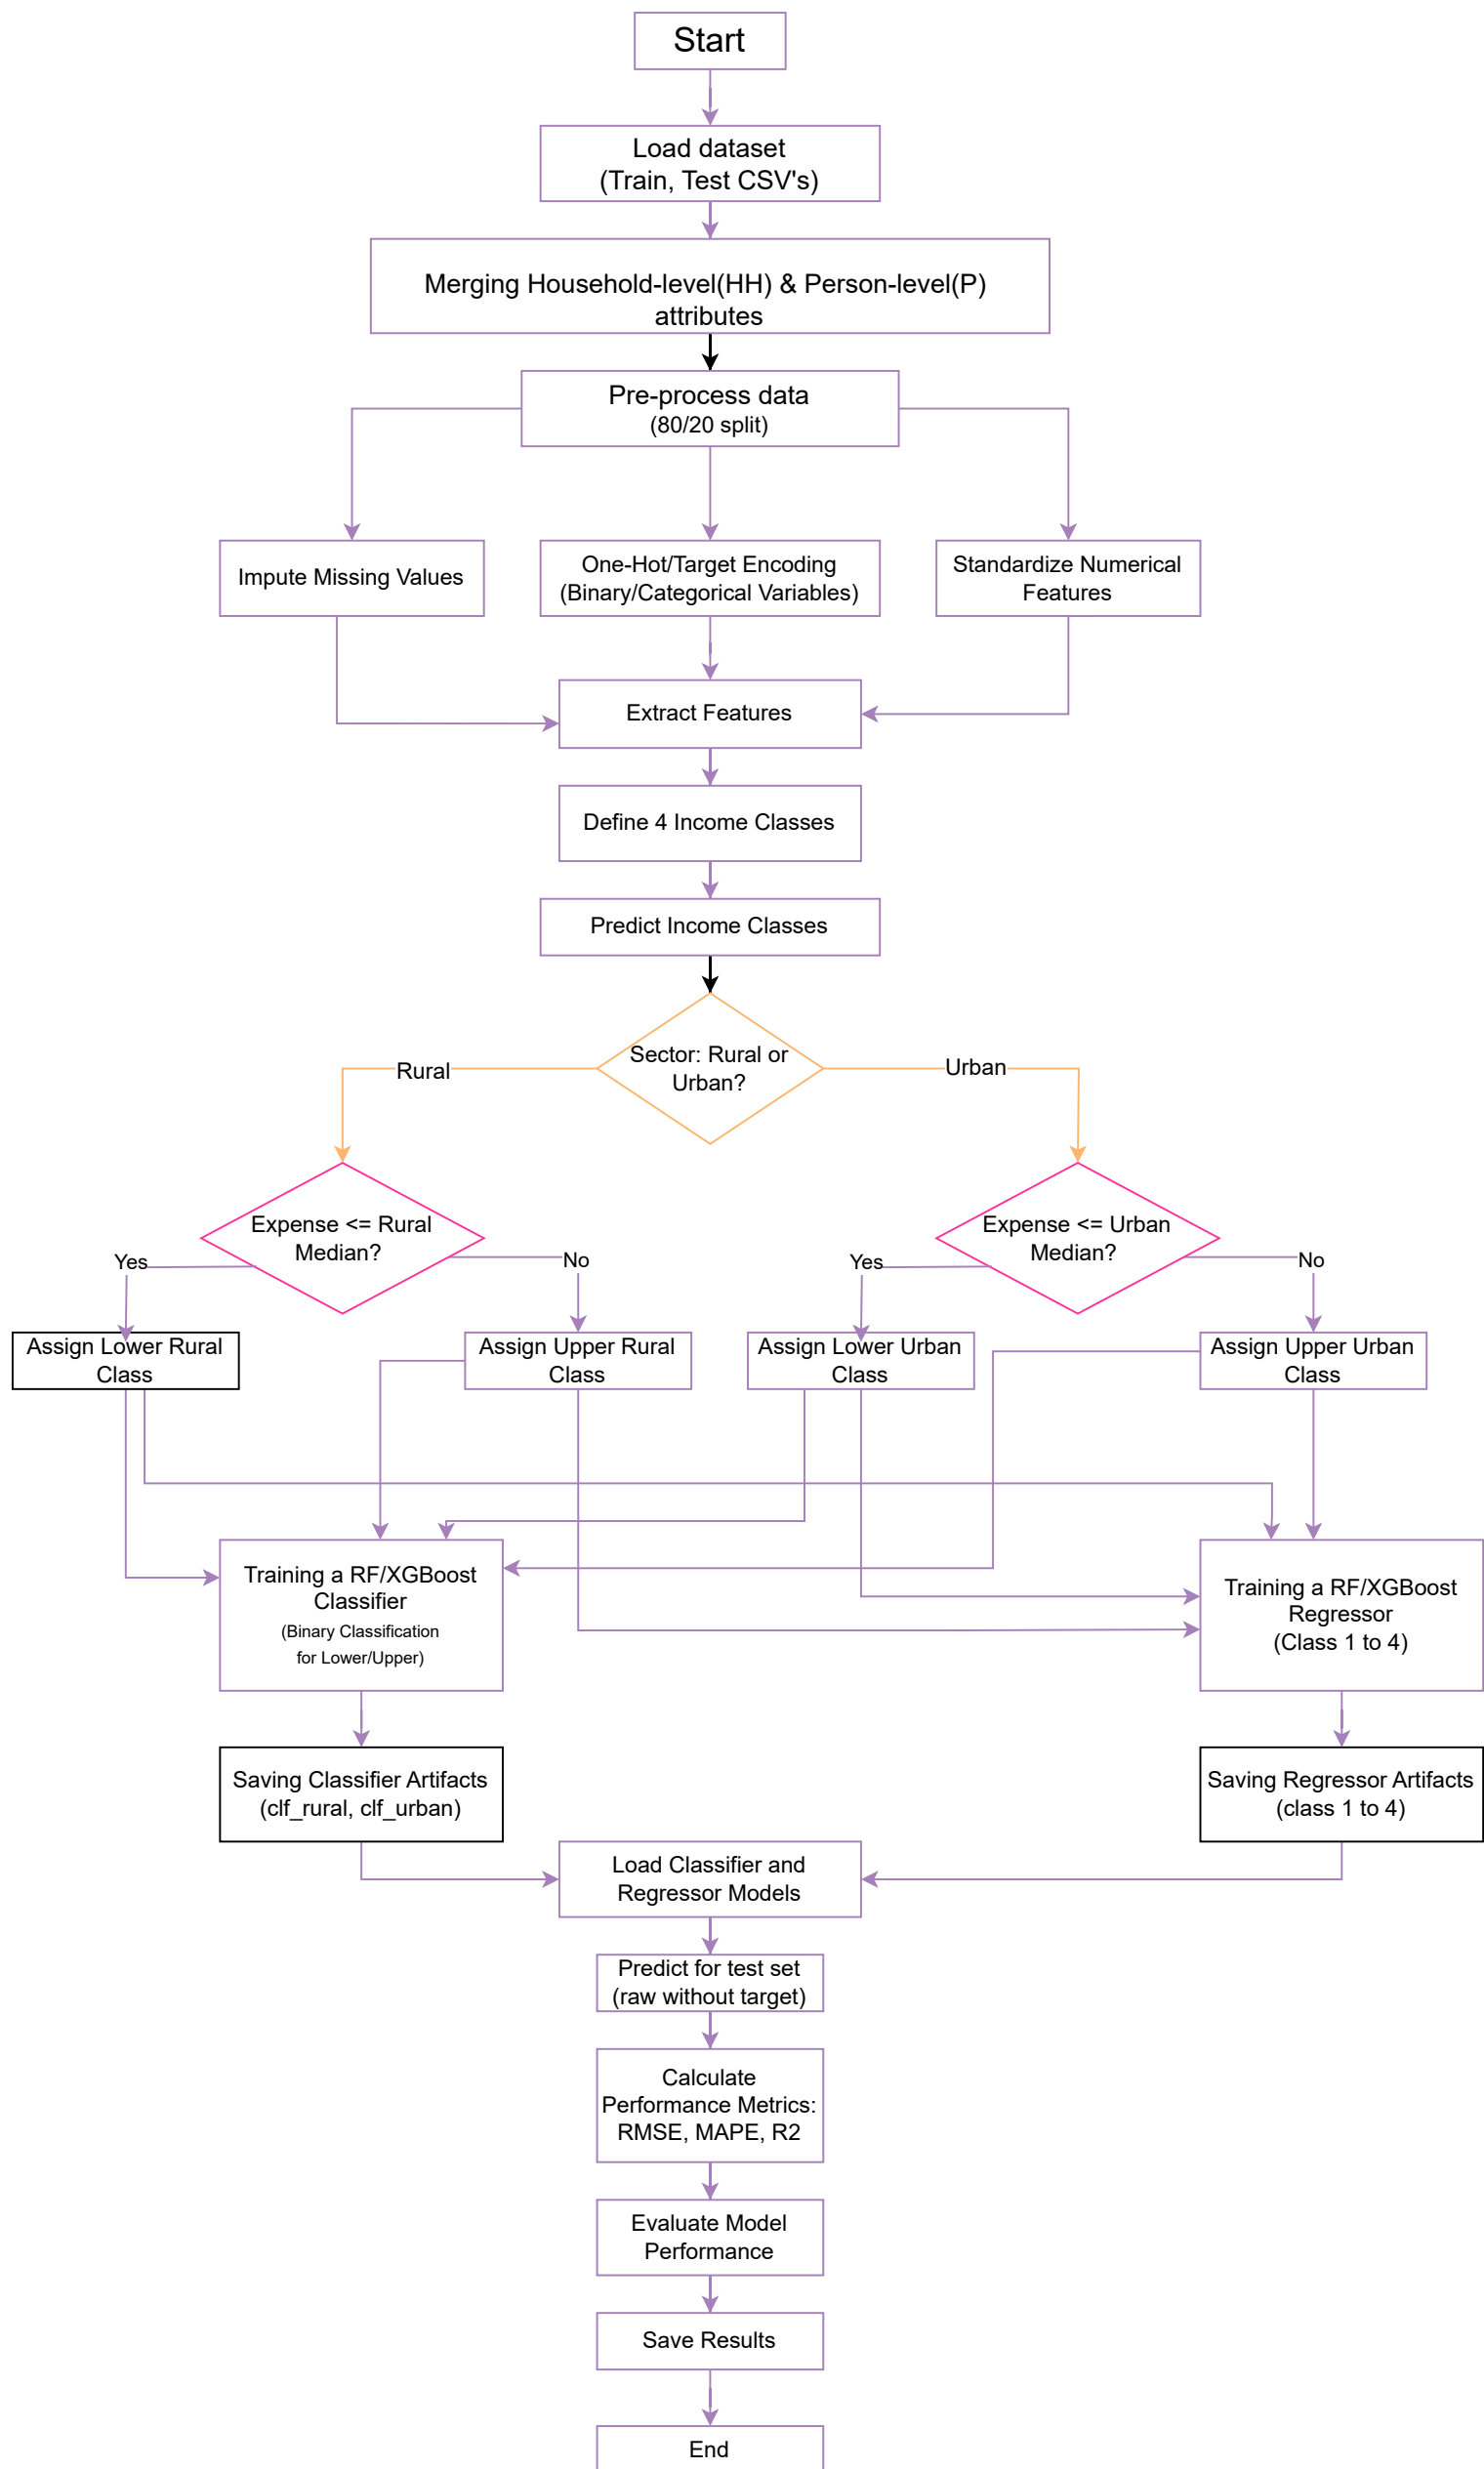 Start
Load dataset
(Train, Test CSV's)
Merging Household-level(HH) & Person-level(P)
attributes
Pre-process data
(80/20 split)
Impute Missing Values
One-Hot/Target Encoding
(Binary/Categorical Variables)
Standardize Numerical
Features
Extract Features
Define 4 Income Classes
Predict Income Classes
Sector: Rural or
Urban?
Rural
Urban
Expense <= Rural
Median?
Expense <= Urban
Median?
Yes
No
Yes
No
Assign Lower Rural
Class
Assign Upper Rural
Class
Assign Lower Urban
Class
Assign Upper Urban
Class
Training a RF/XGBoost
Classifier
(Binary Classification
for Lower/Upper)
Training a RF/XGBoost
Regressor
(Class 1 to 4)
Saving Classifier Artifacts
(clf_rural, clf_urban)
Saving Regressor Artifacts
(class 1 to 4)
Load Classifier and
Regressor Models
Predict for test set
(raw without target)
Calculate
Performance Metrics:
RMSE, MAPE, R2
Evaluate Model
Performance
Save Results
End